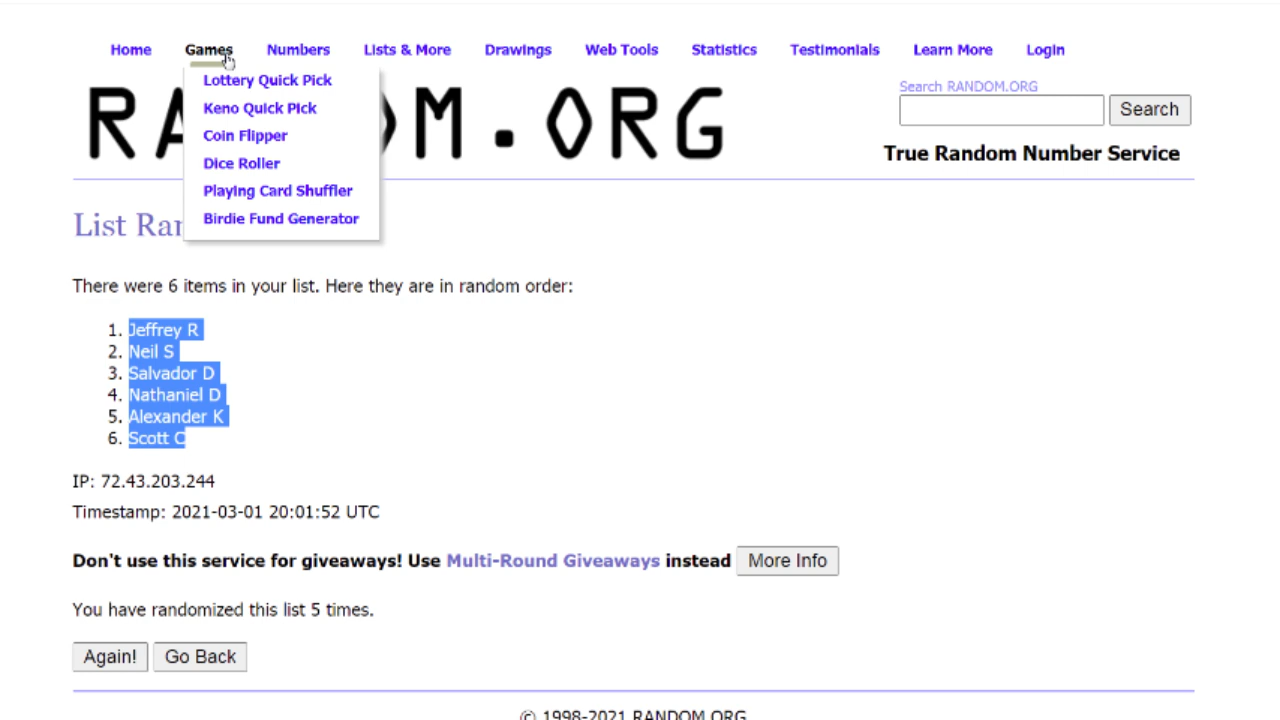 Home Games Numbers Lists & More Drawings Web Tools Statistics Testimonials Learn More Login
Lottery Quick Pick
Keno Quick Pick
Coin Flipper
Dice Roller
Playing Card Shuffler
Birdie Fund Generator
Search RANDOM.ORG
Search
True Random Number Service
There were 6 items in your list. Here they are in random order:
1. Jeffrey R
2. Neil S
3. Salvador D
4. Nathaniel D
5. Alexander K
6. Scott C
IP: 72.43.203.244
Timestamp: 2021-03-01 20:01:52 UTC
Don't use this service for giveaways! Use Multi-Round Giveaways instead More Info
You have randomized this list 5 times.
Again! Go Back
© 1998-2021 RANDOM.ORG